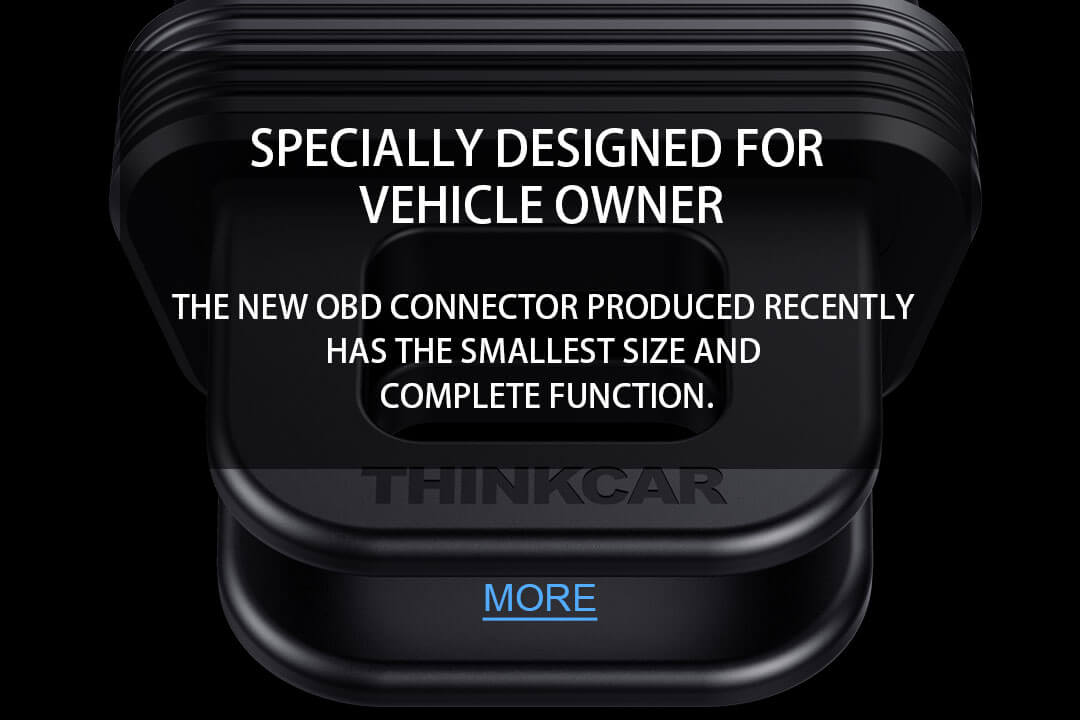 SPECIALLY DESIGNED FOR
VEHICLE OWNER
THE NEW OBD CONNECTOR PRODUCED RECENTLY
HAS THE SMALLEST SIZE AND
COMPLETE FUNCTION.
THINKCAR
MORE